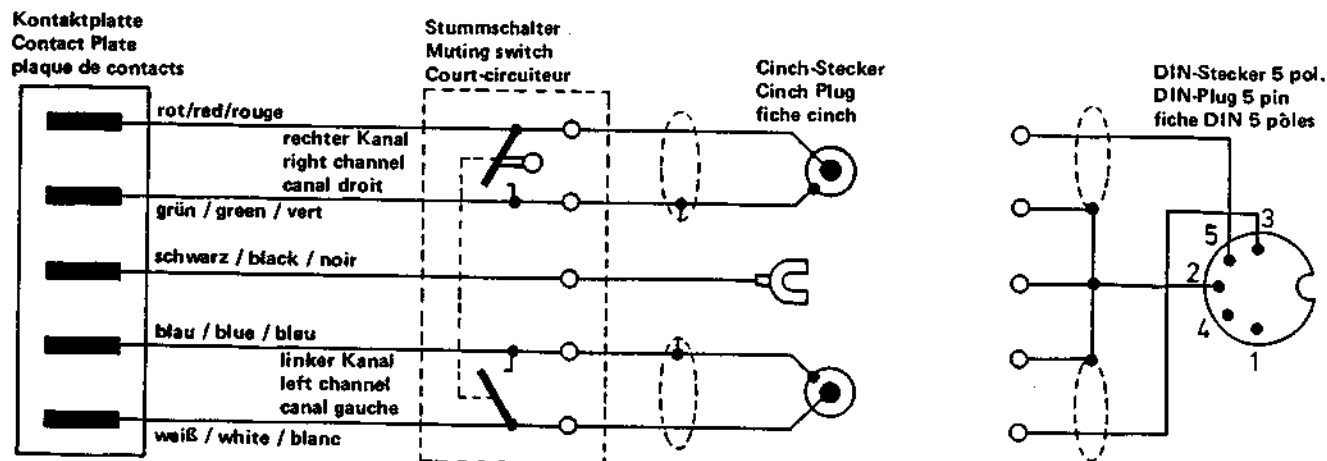 Kontaktplatte
Contact Plate
plaque de contacts
Stummschalter
Muting switch
Court-circuiteur
Cinch-Stecker
Cinch Plug
fiche cinch
DIN-Stecker 5 pol.
DIN-Plug 5 pin
fiche DIN 5 pôles
rot/red/rouge
rechter Kanal
right channel
canal droit
grün / green / vert
schwarz / black / noir
blau / blue / bleu
linker Kanal
left channel
canal gauche
weiß / white / blanc
5
3
2
4
1